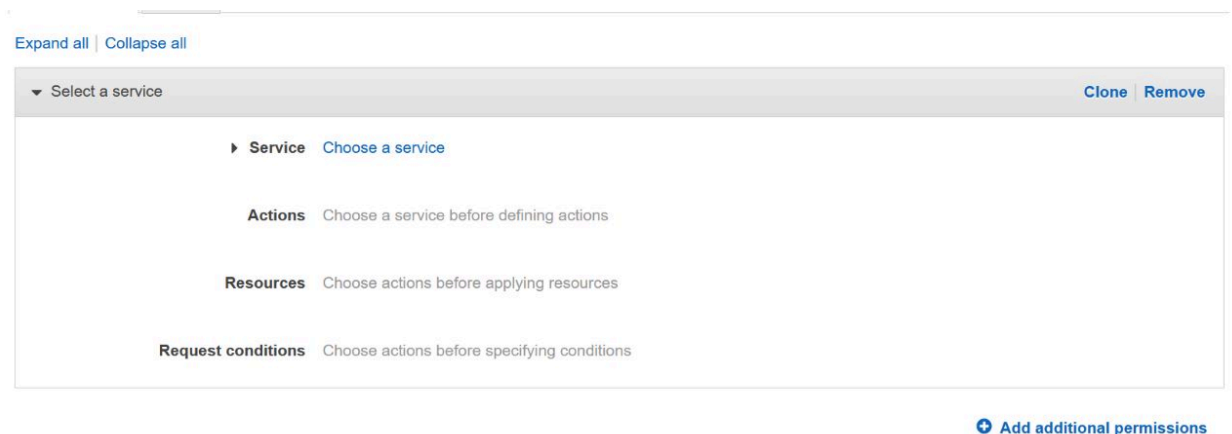 Expand all | Collapse all
Select a service Clone | Remove
Service Choose a service
Actions Choose a service before defining actions
Resources Choose actions before applying resources
Request conditions Choose actions before specifying conditions
Add additional permissions